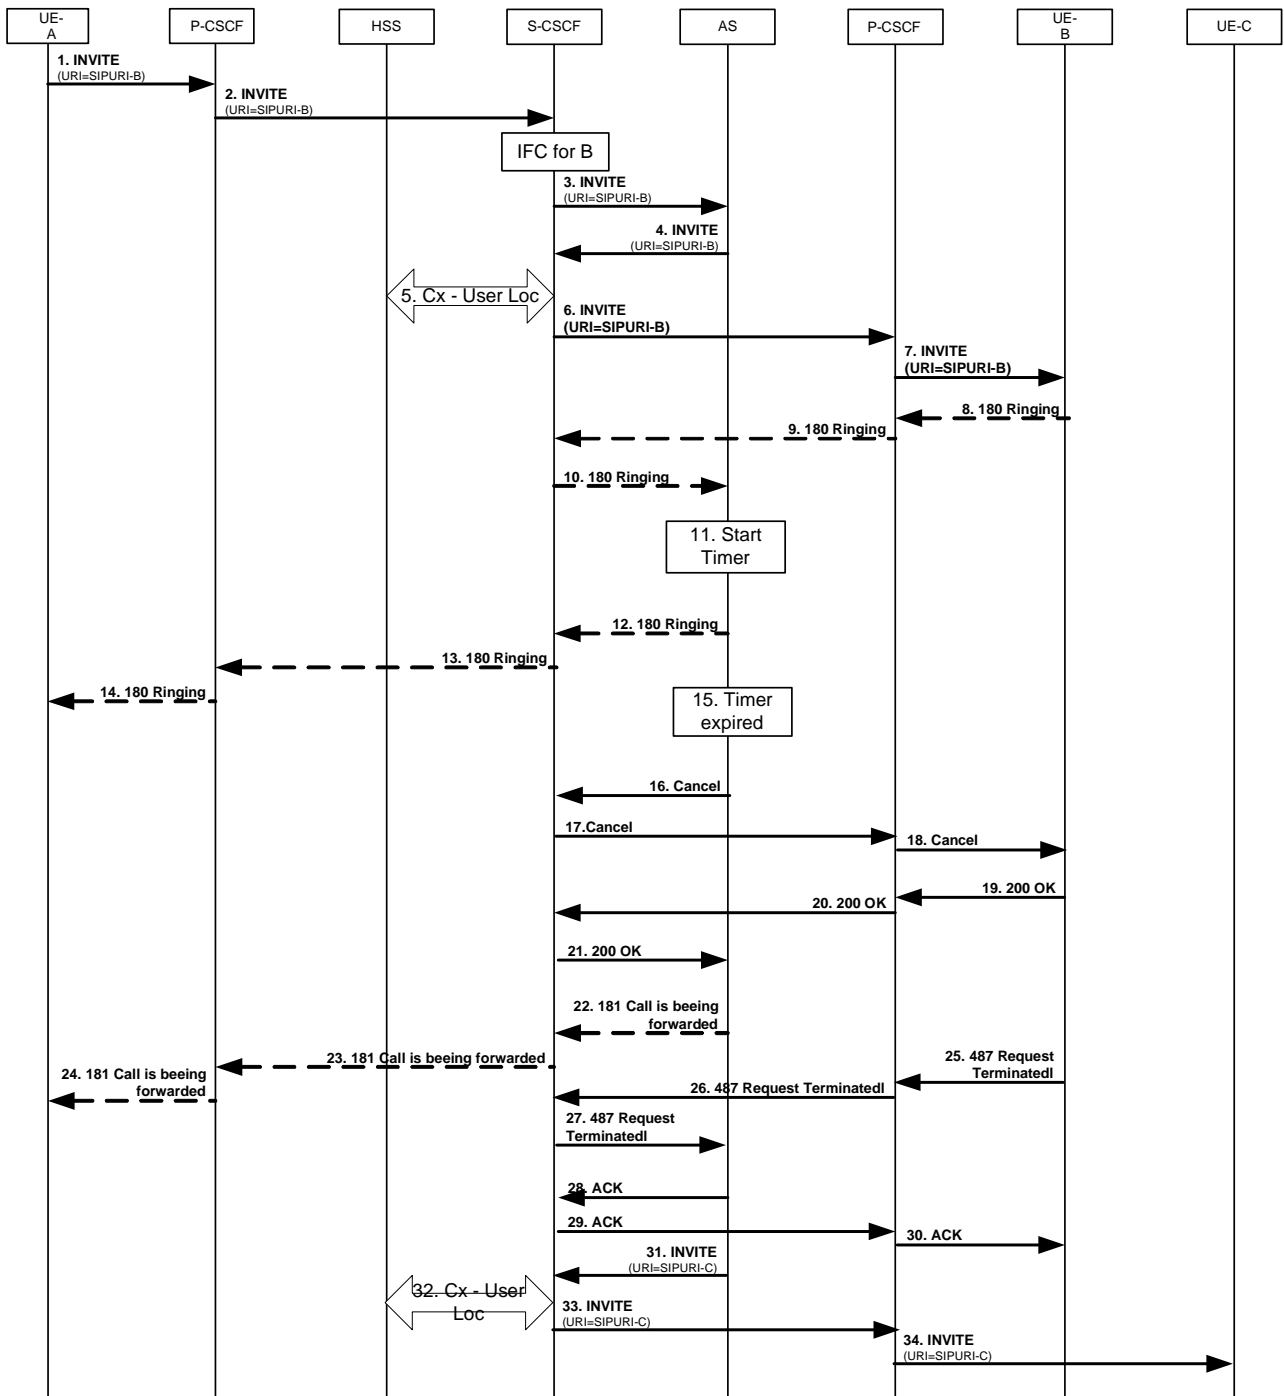 UE-
A
P-CSCF
HSS
S-CSCF
AS
P-CSCF
UE-
B
UE-C
1. INVITE
(URI=SIPURI-B)
2. INVITE
(URI=SIPURI-B)
IFC for B
3. INVITE
(URI=SIPURI-B)
4. INVITE
(URI=SIPURI-B)
5. Cx - User Loc
6. INVITE
(URI=SIPURI-B)
7. INVITE
(URI=SIPURI-B)
8. 180 Ringing
9. 180 Ringing
10. 180 Ringing
11. Start
Timer
12. 180 Ringing
13. 180 Ringing
14. 180 Ringing
15. Timer
expired
16. Cancel
17.Cancel
18. Cancel
19. 200 OK
20. 200 OK
21. 200 OK
22. 181 Call is beeing
forwarded
23. 181 Call is beeing forwarded
24. 181 Call is beeing
forwarded
25. 487 Request
Terminatedl
26. 487 Request Terminatedl
27. 487 Request
Terminatedl
28. ACK
29. ACK
30. ACK
31. INVITE
(URI=SIPURI-C)
32. Cx - User
Loc
33. INVITE
(URI=SIPURI-C)
34. INVITE
(URI=SIPURI-C)